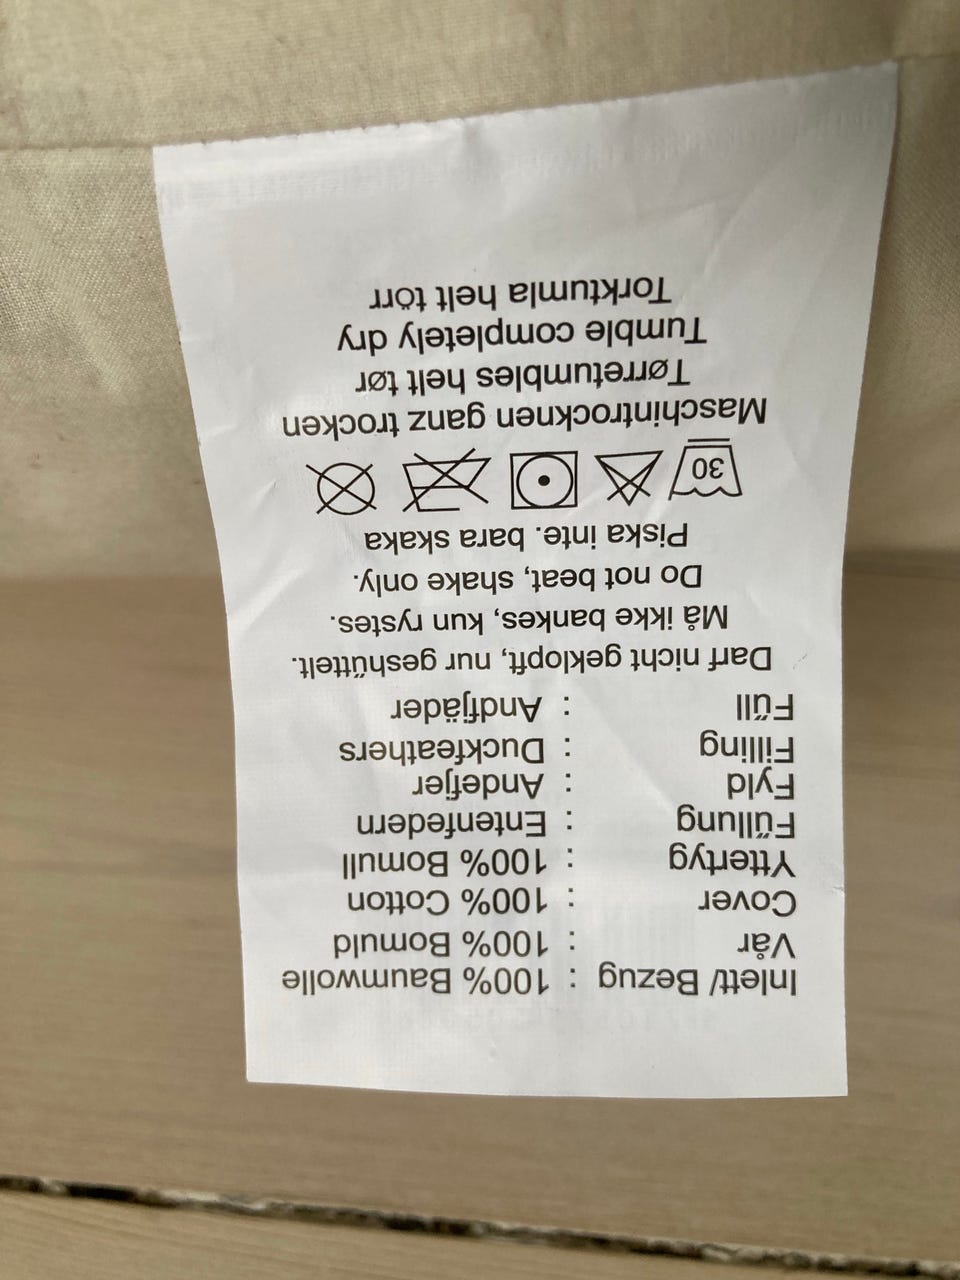 Inlett/ Bezug : 100% Baumwolle
Vår : 100% Bomuld
Cover : 100% Cotton
Yttertyg : 100% Bomull
Füllung : Entenfedern
Fyld : Andefjer
Filling : Duckfeathers
Füll : Andfjäder
Darf nicht geklopft, nur geshüttelt.
Må ikke bankes, kun rystes.
Do not beat, shake only.
Piska inte. bara skaka
30
Maschintrocknen ganz trocken
Tørretumbles helt tør
Tumble completely dry
Torktumla helt törr